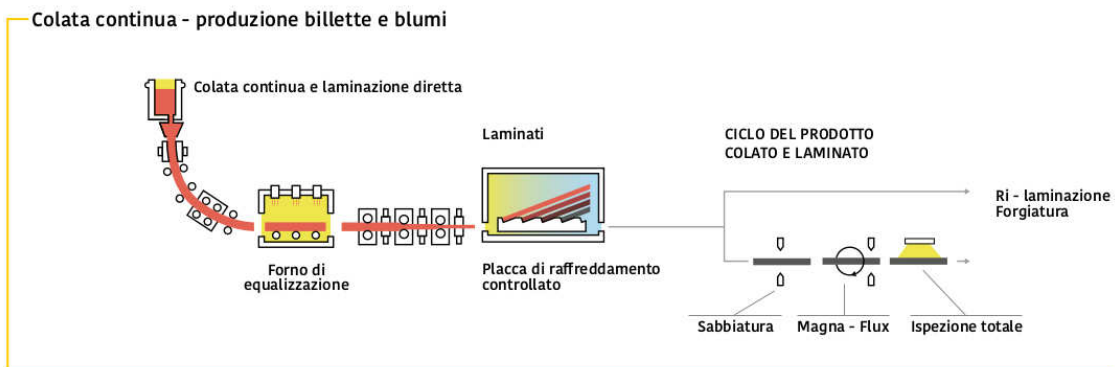 Colata continua - produzione billette e blumi
Colata continua e laminazione diretta
Laminati
CICLO DEL PRODOTTO
COLATO E LAMINATO
Ri - laminazione
Forgiatura
Forno di
equalizzazione
Placca di raffreddamento
controllato
Sabbiatura
Magna - Flux
Ispezione totale